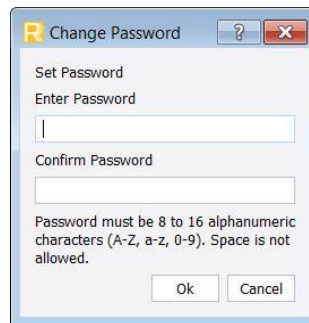 R Change Password ?
Set Password
Enter Password
Confirm Password
Password must be 8 to 16 alphanumeric
characters (A-Z, a-z, 0-9). Space is not
allowed.
Ok Cancel